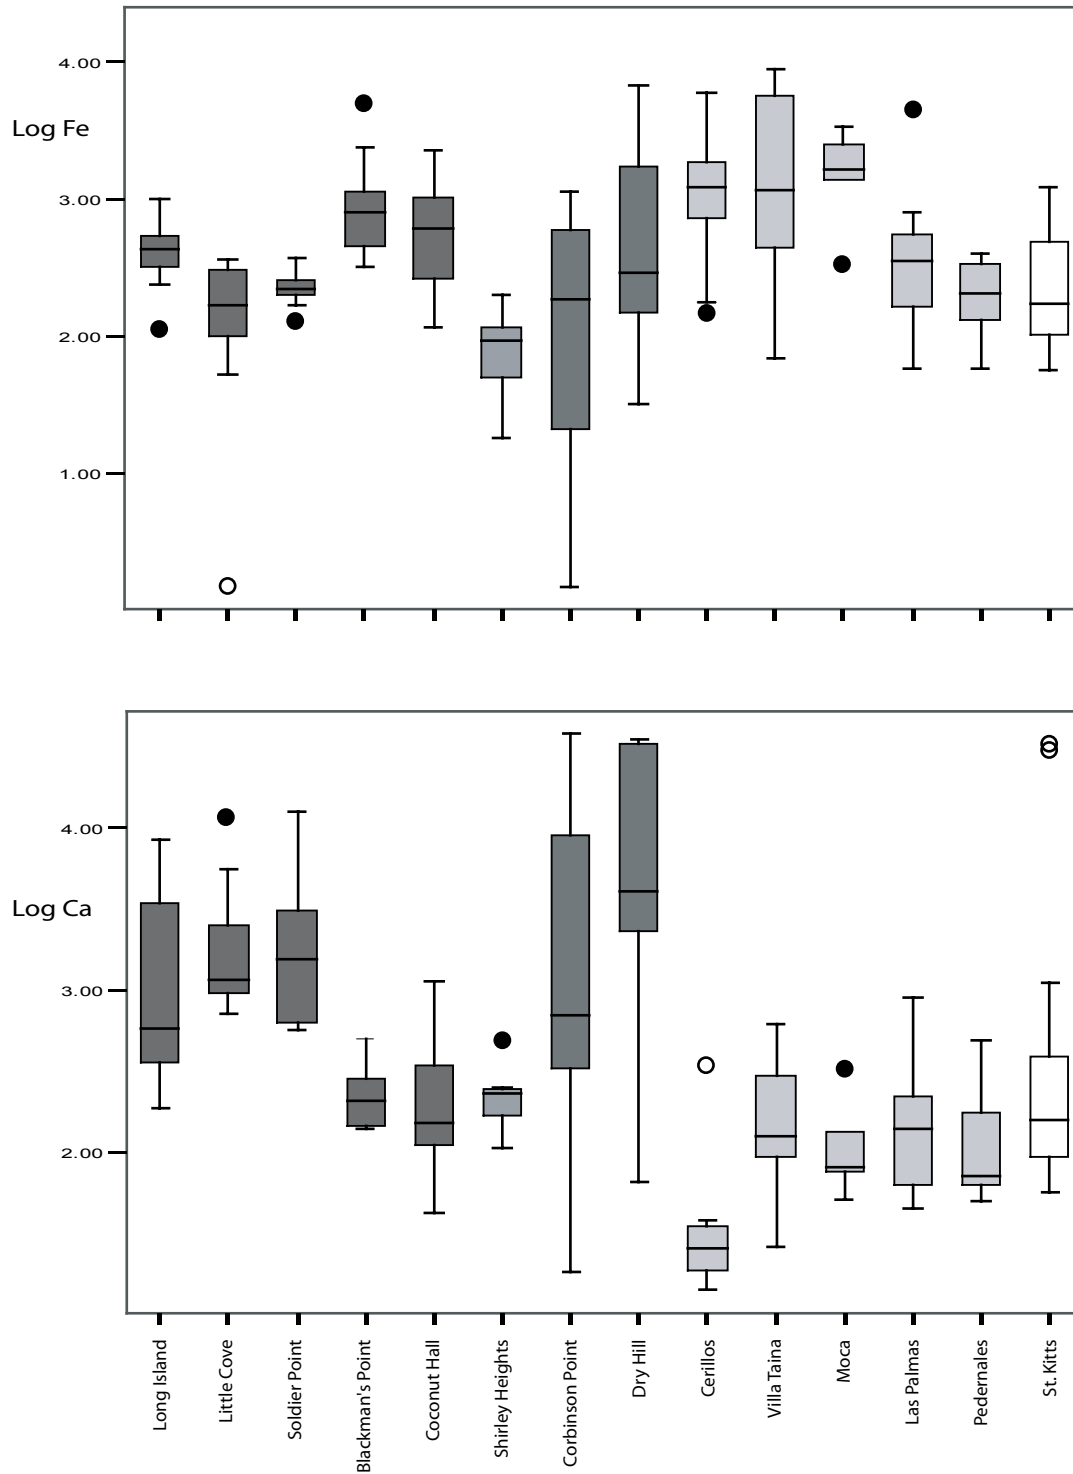 4.00
Log Fe
3.00
2.00
1.00
4.00
Log Ca
3.00
2.00
Long Island
Little Cove
Soldier Point
Blackman's Point
Coconut Hall
Shirley Heights
Corbinson Point
Dry Hill
Cerillos
Villa Taina
Moca
Las Palmas
Pedernales
St. Kitts